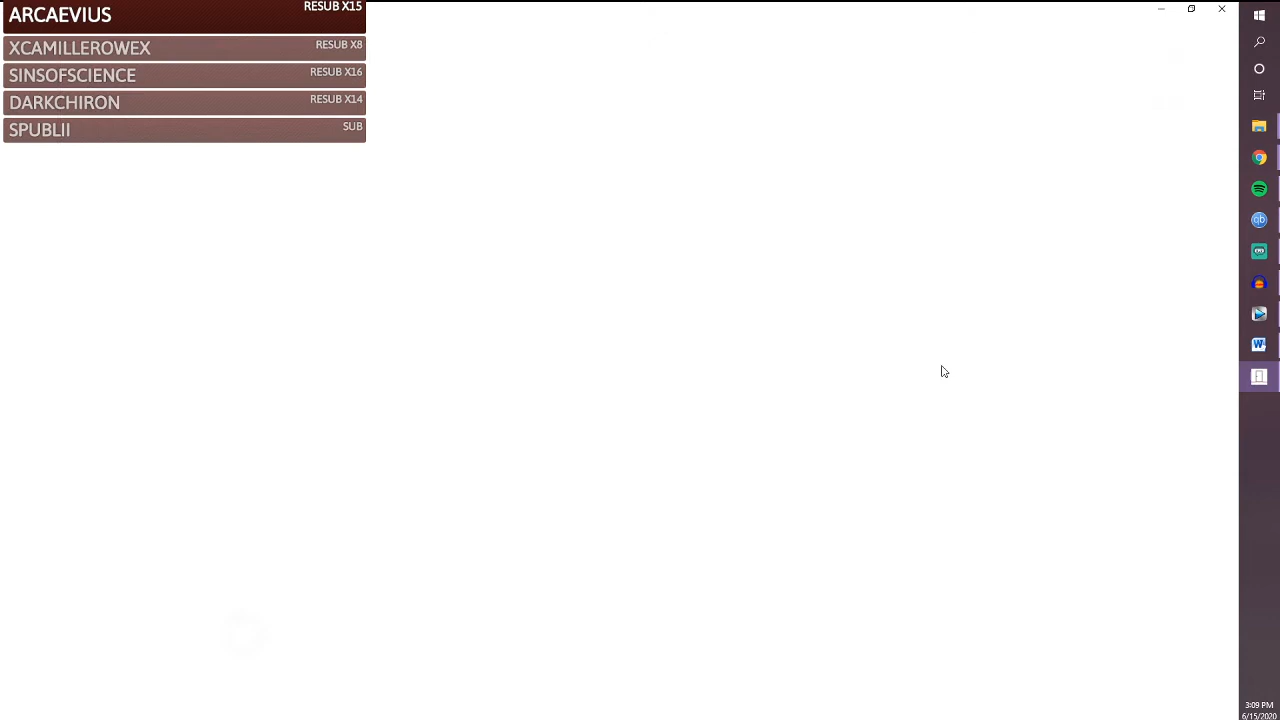 ARCAEVIUS RESUB X15
XCAMILLEROWEX RESUB X8
SINSOFSCIENCE RESUB X16
DARKCHIRON RESUB X14
SPUBLII SUB
qb
W
3:09 PM
6/15/2020